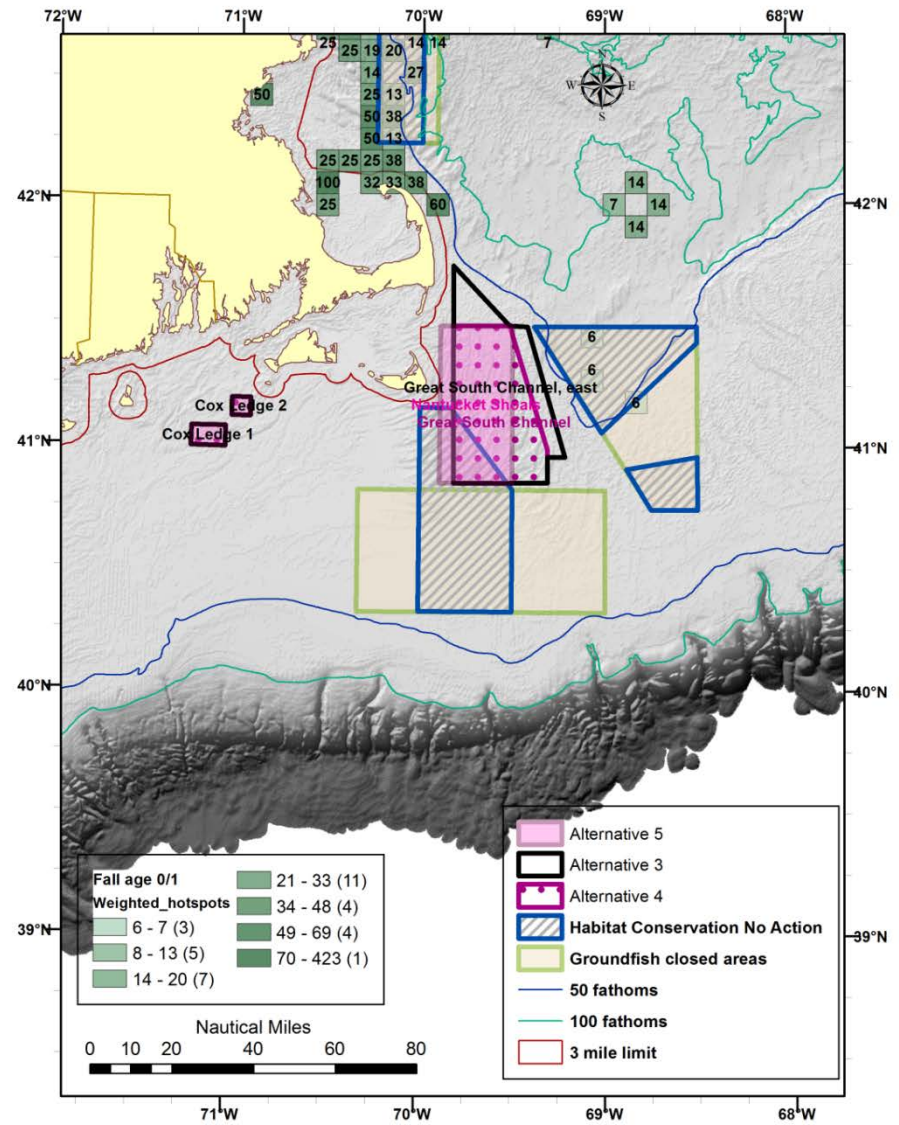 72°W 71°W 70°W 69°W 68°W
25 25 19 20 14 14 7
14 27
50 25 13
50 38
50 13
25 25 25 38 14
100 32 33 38
25 60 7 14
14
42°N 42°N
N
W E
S
6
6
6
Great South Channel, east
Nantucket Shoals
Great South Channel
Cox Ledge 2
Cox Ledge 1
41°N 41°N
40°N 40°N
39°N 39°N
Fall age 0/1
Weighted_hotspots
6 - 7 (3)
8 - 13 (5)
14 - 20 (7)
21 - 33 (11)
34 - 48 (4)
49 - 69 (4)
70 - 423 (1)
Nautical Miles
0 10 20 40 60 80
Alternative 5
Alternative 3
Alternative 4
Habitat Conservation No Action
Groundfish closed areas
50 fathoms
100 fathoms
3 mile limit
71°W 70°W 69°W 68°W